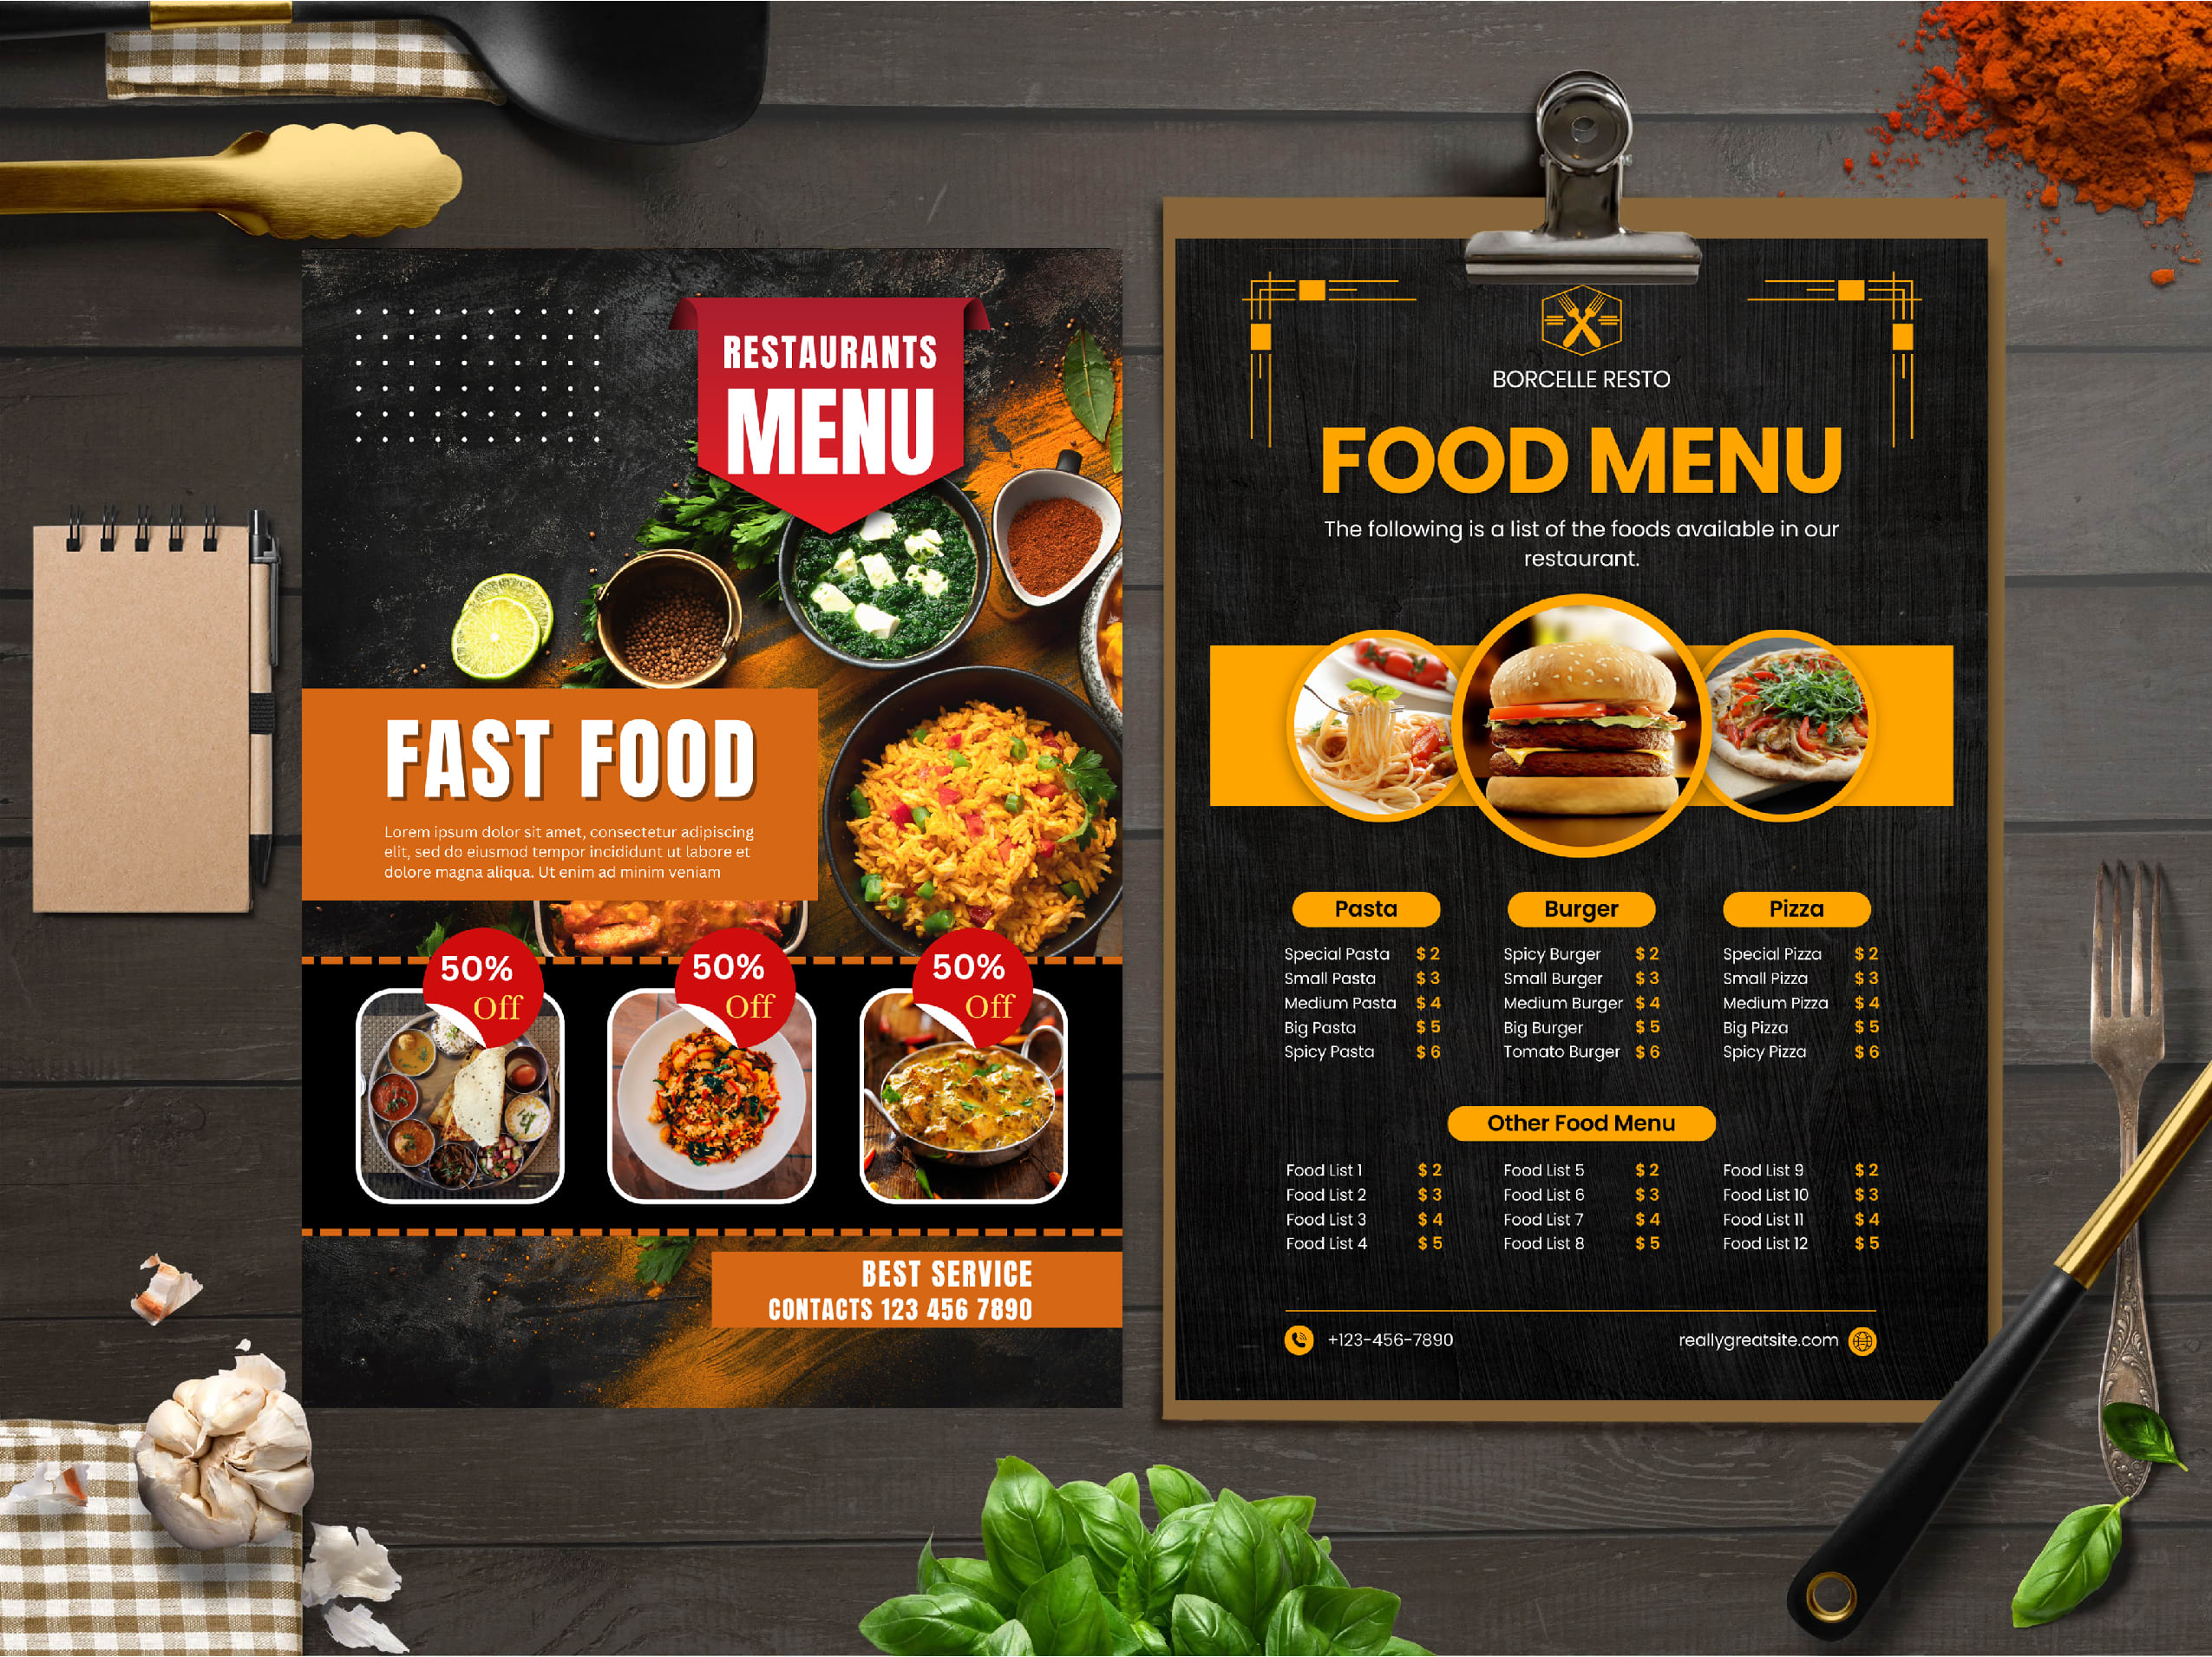 RESTAURANTS
MENU
FAST FOOD
Lorem ipsum dolor sit amet, consectetur adipiscing
elit, sed do eiusmod tempor incididunt ut labore et
dolore magna aliqua. Ut enim ad minim veniam
50%
Off
50%
Off
50%
Off
BEST SERVICE
CONTACTS 123 456 7890
BORCELLE RESTO
FOOD MENU
The following is a list of the foods available in our
restaurant.
Pasta
Special Pasta $ 2
Small Pasta $ 3
Medium Pasta $ 4
Big Pasta $ 5
Spicy Pasta $ 6
Burger
Spicy Burger $ 2
Small Burger $ 3
Medium Burger $ 4
Big Burger $ 5
Tomato Burger $ 6
Pizza
Special Pizza $ 2
Small Pizza $ 3
Medium Pizza $ 4
Big Pizza $ 5
Spicy Pizza $ 6
Other Food Menu
Food List 1 $ 2
Food List 2 $ 3
Food List 3 $ 4
Food List 4 $ 5
Food List 5 $ 2
Food List 6 $ 3
Food List 7 $ 4
Food List 8 $ 5
Food List 9 $ 2
Food List 10 $ 3
Food List 11 $ 4
Food List 12 $ 5
+123-456-7890
reallygreatsite.com